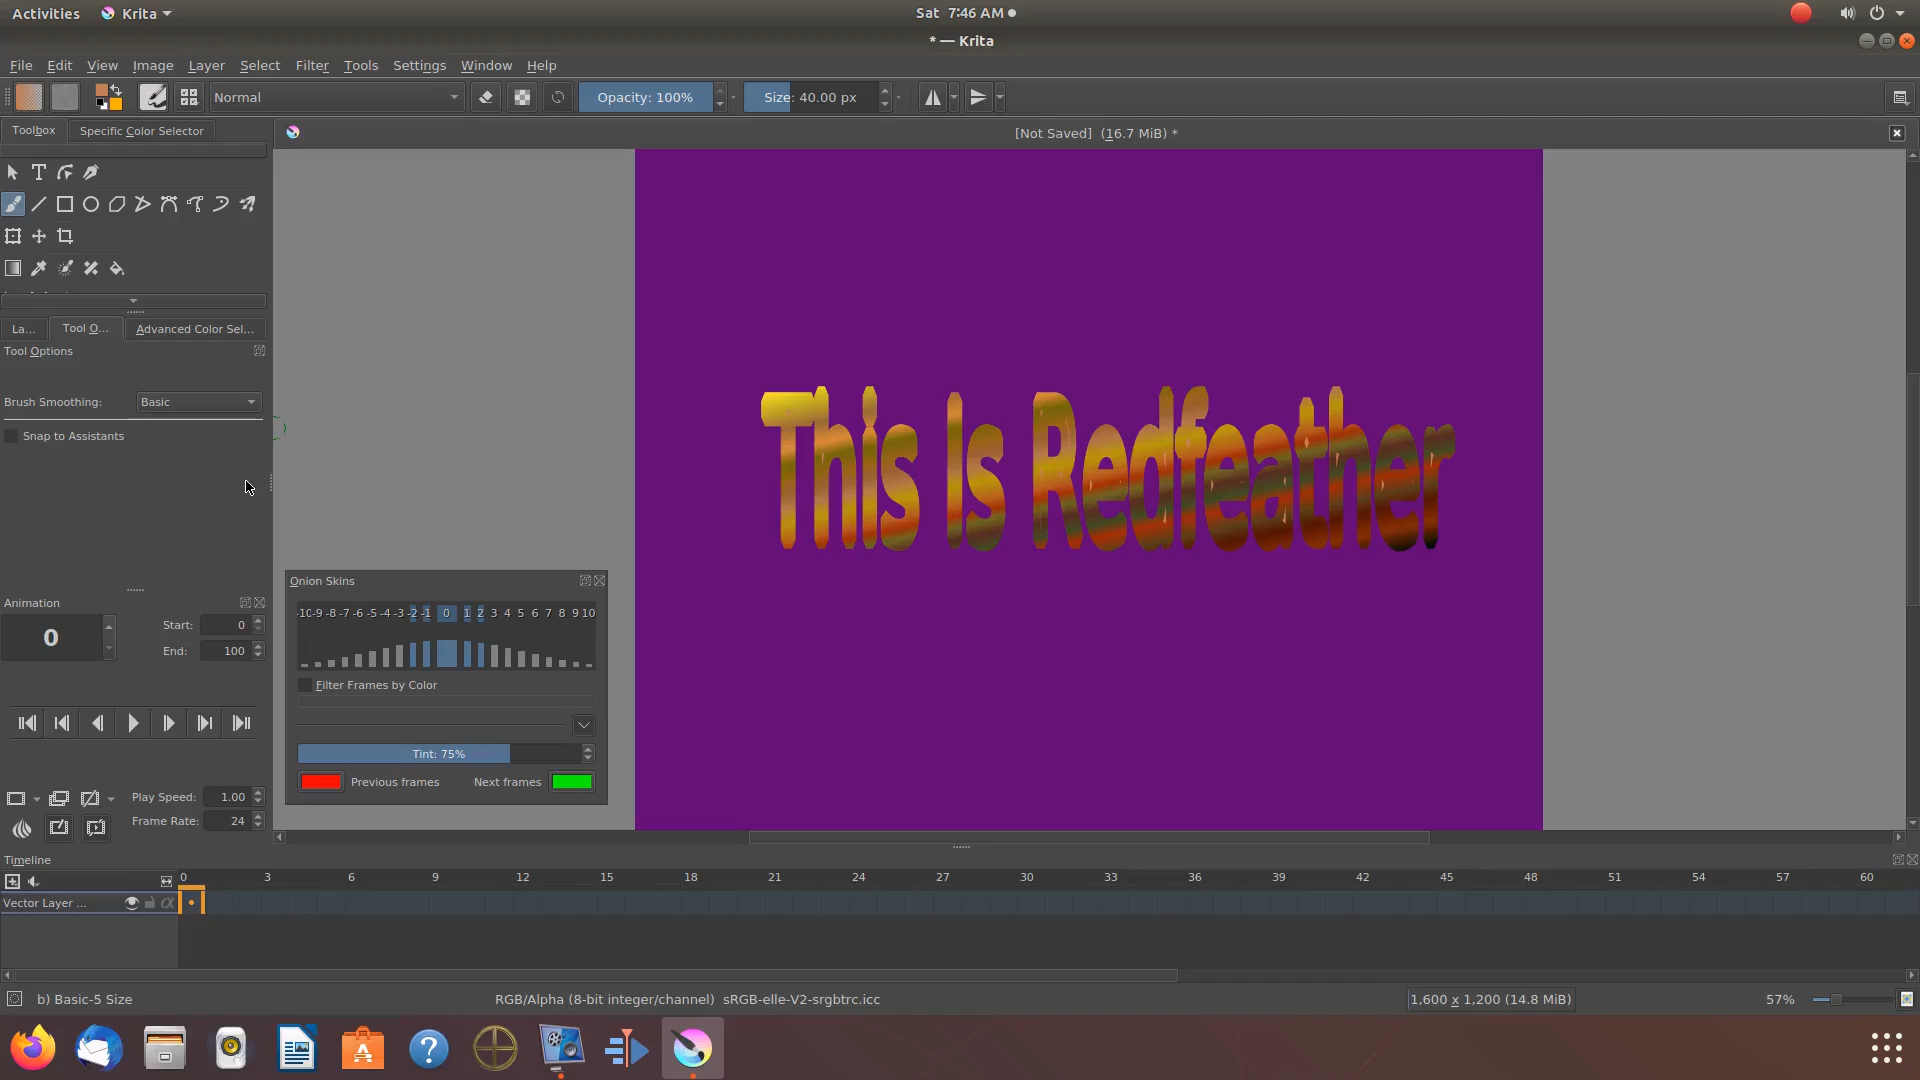 Activities Krita Sat 7:46 AM
* — Krita
File Edit View Image Layer Select Filter Tools Settings Window Help
Normal Opacity: 100% Size: 40.00 px
Toolbox Specific Color Selector [Not Saved] (16.7 MiB) *
La... Tool O... Advanced Color Sel...
Tool Options
Brush Smoothing: Basic
Snap to Assistants
This Is Redfeather
Onion Skins
-10 -9 -8 -7 -6 -5 -4 -3 -2 -1 0 1 2 3 4 5 6 7 8 9 10
Filter Frames by Color
Tint: 75%
Previous frames Next frames
Animation
0 Start: 0
End: 100
Play Speed: 1.00
Frame Rate: 24
Timeline
0 3 6 9 12 15 18 21 24 27 30 33 36 39 42 45 48 51 54 57 60
Vector Layer ...
b) Basic-5 Size RGB/Alpha (8-bit integer/channel) sRGB-elle-V2-srgbtrc.icc 1,600 x 1,200 (14.8 MiB) 57%